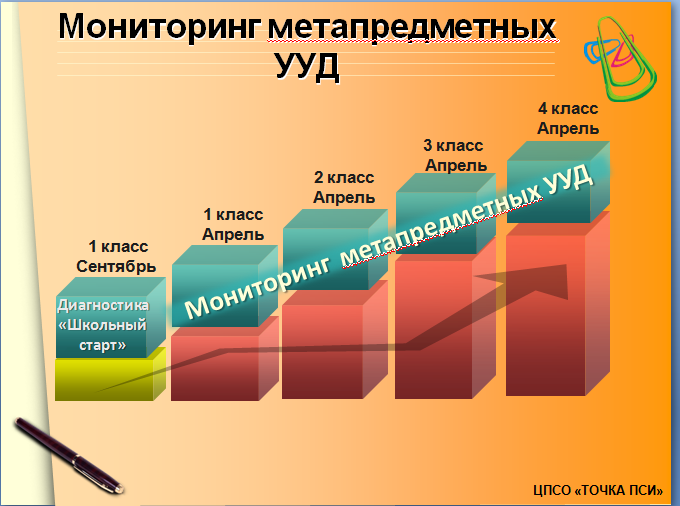 Мониторинг метапредметных
УУД
4 класс
Апрель
3 класс
Апрель
2 класс
Апрель
1 класс
Апрель
1 класс
Сентябрь
Мониторинг метапредметных УУД
Диагностика
«Школьный
старт»
ЦПСО «ТОЧКА ПСИ»